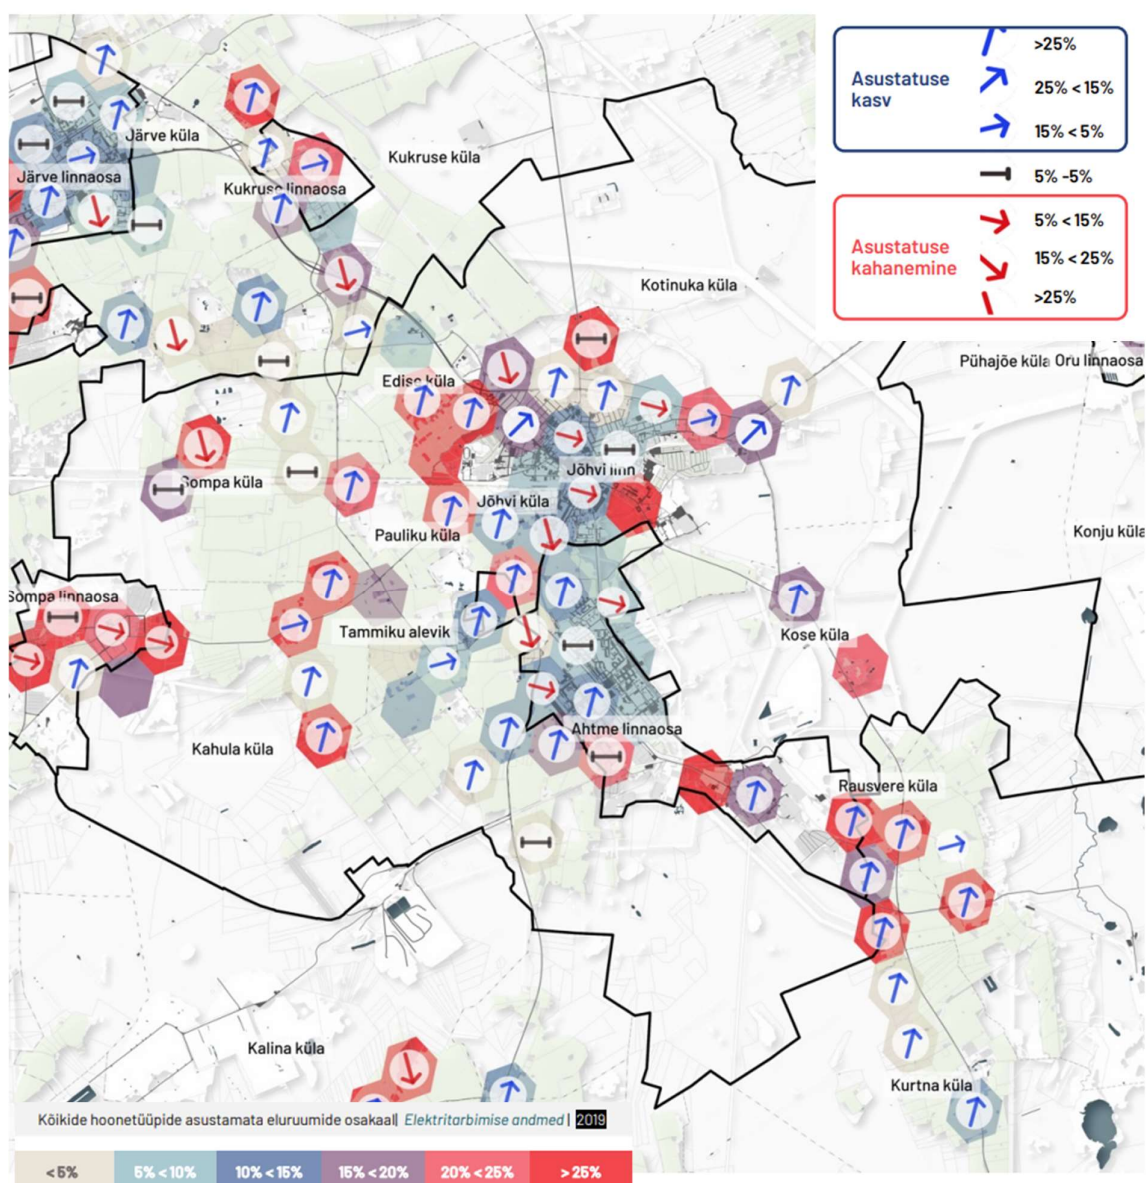 Asustatuse
kasv
>25%
25% < 15%
15% < 5%
5% -5%
Asustatuse
kahanemine
5% < 15%
15% < 25%
>25%
Järve küla
Järve linnaosa
Kukruse küla
Kukruse linnaosa
Kotinuka küla
Pühajõe küla Oru linnaosa
Edise küla
Sompa küla
Jõhvi linn
Jõhvi küla
Pauliku küla
Konju küla
Sompa linnaosa
Tammiku alevik
Kose küla
Ahtme linnaosa
Kahula küla
Rausvere küla
Kalina küla
Kurtna küla
Kõikide hoonetüüpide asustamata eluruumide osakaal| Elektritarbimise andmed | 2019
< 5%
5% < 10%
10% < 15%
15% < 20%
20% < 25%
> 25%